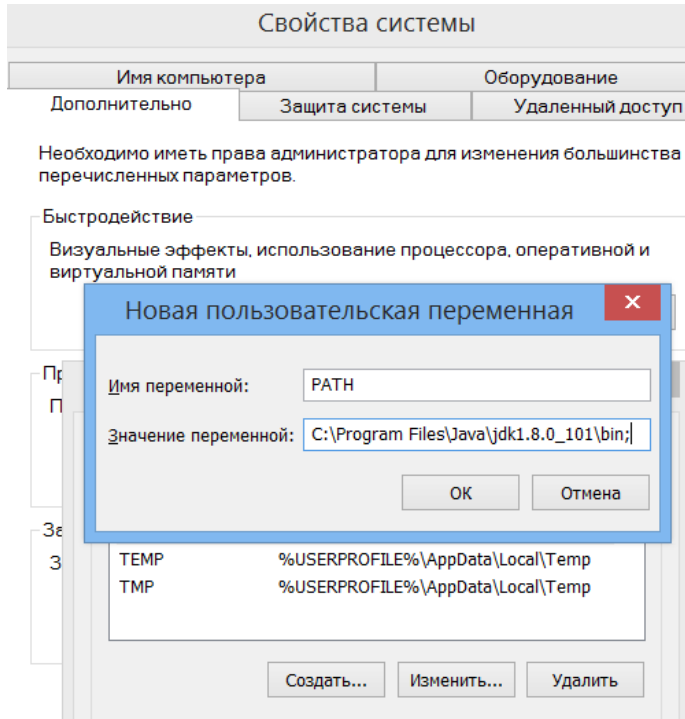 Свойства системы
Имя компьютера
Оборудование
Дополнительно
Защита системы
Удаленный доступ
Необходимо иметь права администратора для изменения большинства
перечисленных параметров.
Быстродействие
Визуальные эффекты, использование процессора, оперативной и
виртуальной памяти
Новая пользовательская переменная
Имя переменной:
PATH
Значение переменной:
C:\Program Files\Java\jdk1.8.0_101\bin;
ОК
Отмена
TEMP %USERPROFILE%\AppData\Local\Temp
TMP %USERPROFILE%\AppData\Local\Temp
Создать...
Изменить...
Удалить